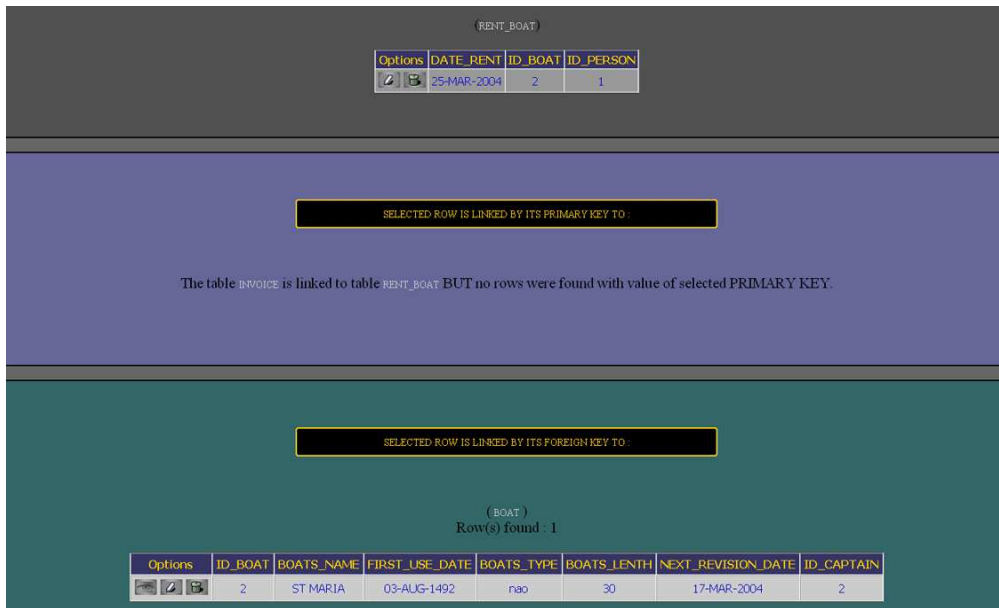 (RENT_BOAT)
Options DATE_RENT ID_BOAT ID_PERSON
25-MAR-2004 2 1
SELECTED ROW IS LINKED BY ITS PRIMARY KEY TO :
The table INVOICE is linked to table RENT_BOAT BUT no rows were found with value of selected PRIMARY KEY.
SELECTED ROW IS LINKED BY ITS FOREIGN KEY TO :
( BOAT )
Row(s) found : 1
Options ID_BOAT BOATS_NAME FIRST_USE_DATE BOATS_TYPE BOATS_LENTH NEXT_REVISION_DATE ID_CAPTAIN
2 ST MARIA 03-AUG-1492 nao 30 17-MAR-2004 2